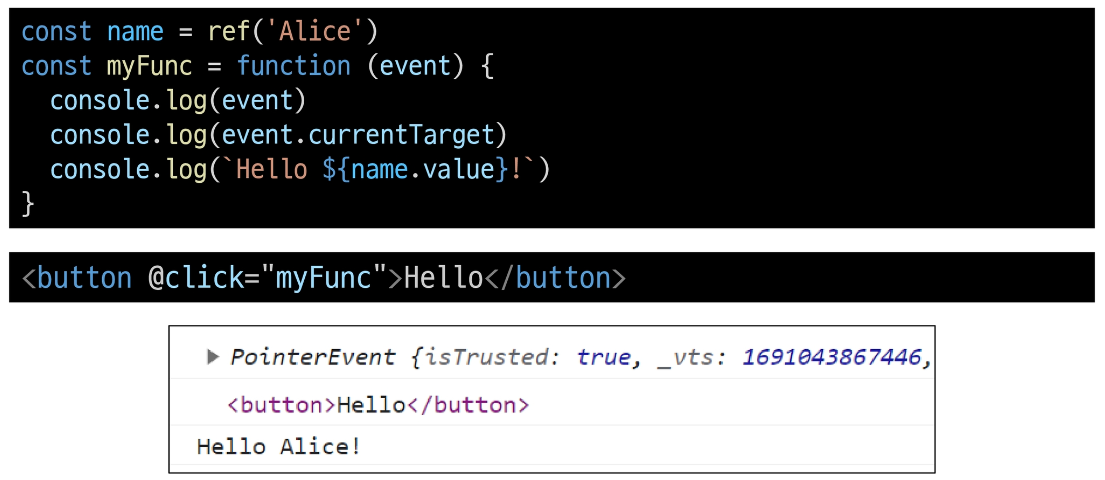 const name = ref('Alice')
const myFunc = function (event) {
  console.log(event)
  console.log(event.currentTarget)
  console.log(`Hello ${name.value}!`)
}
<button @click="myFunc">Hello</button>
▶ PointerEvent {isTrusted: true, _vts: 1691043867446,
<button>Hello</button>
Hello Alice!